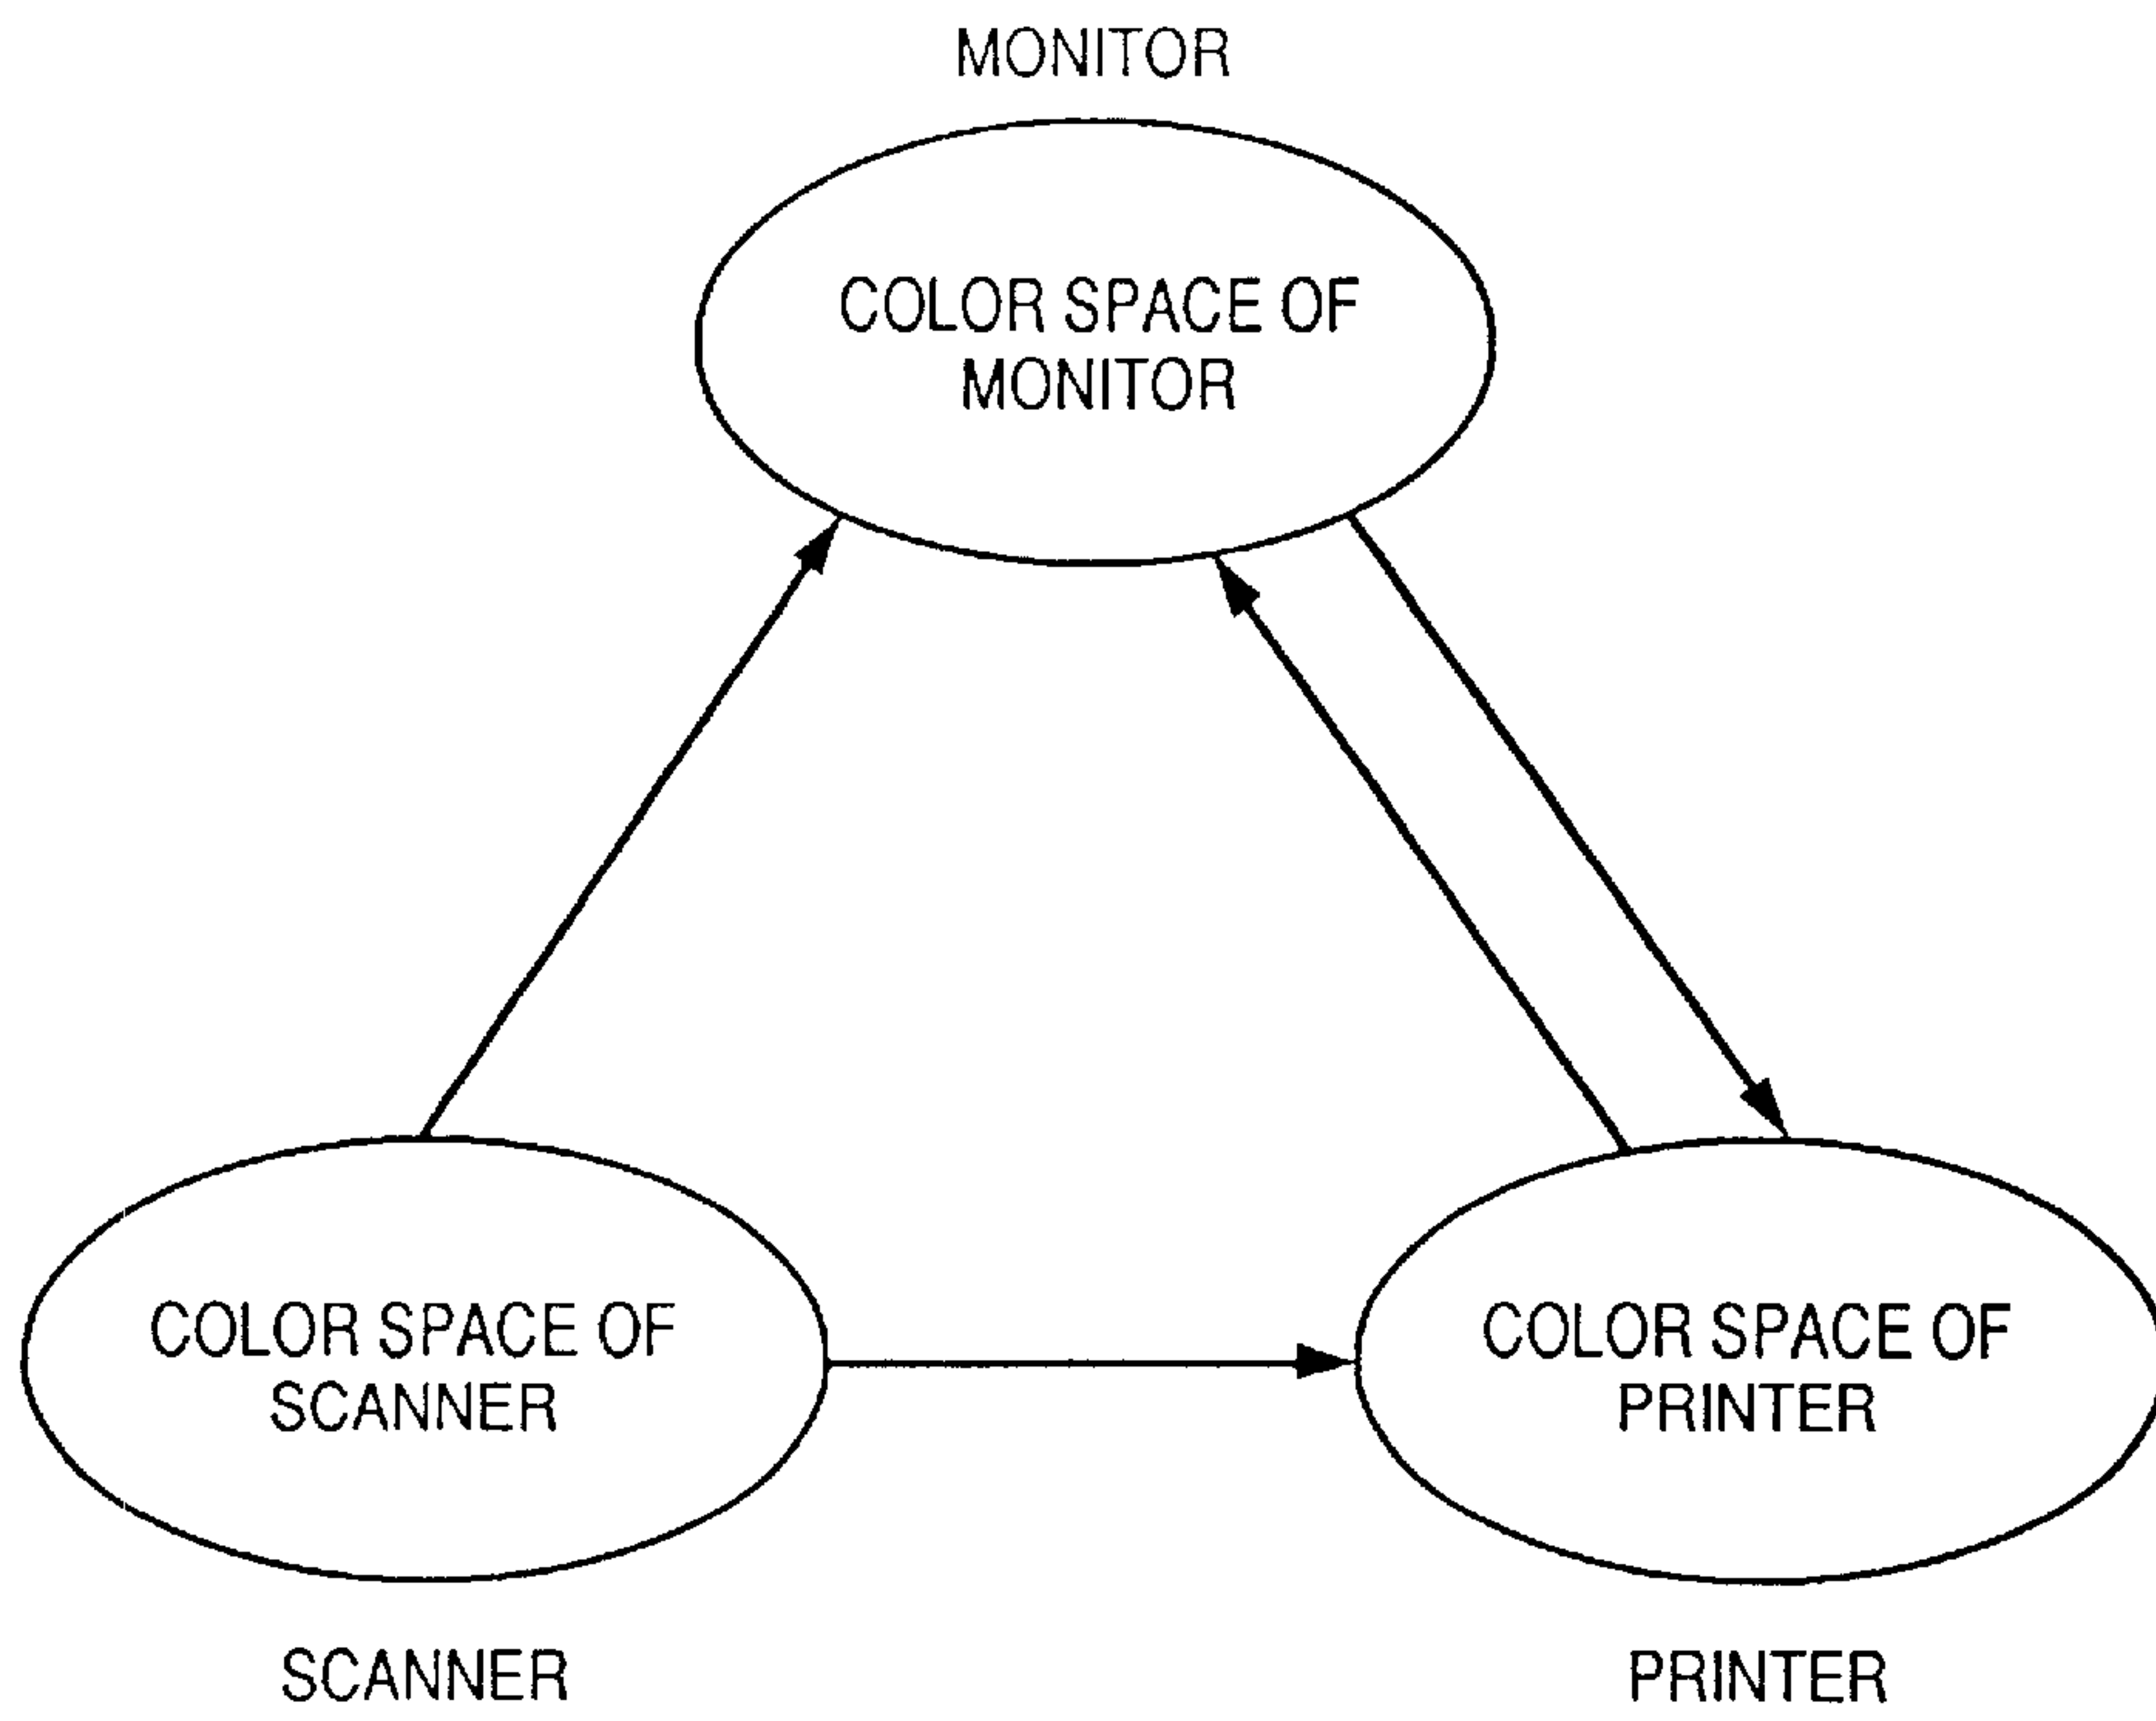 MONITOR
COLOR SPACE OF
MONITOR
COLOR SPACE OF
SCANNER
COLOR SPACE OF
PRINTER
SCANNER
PRINTER